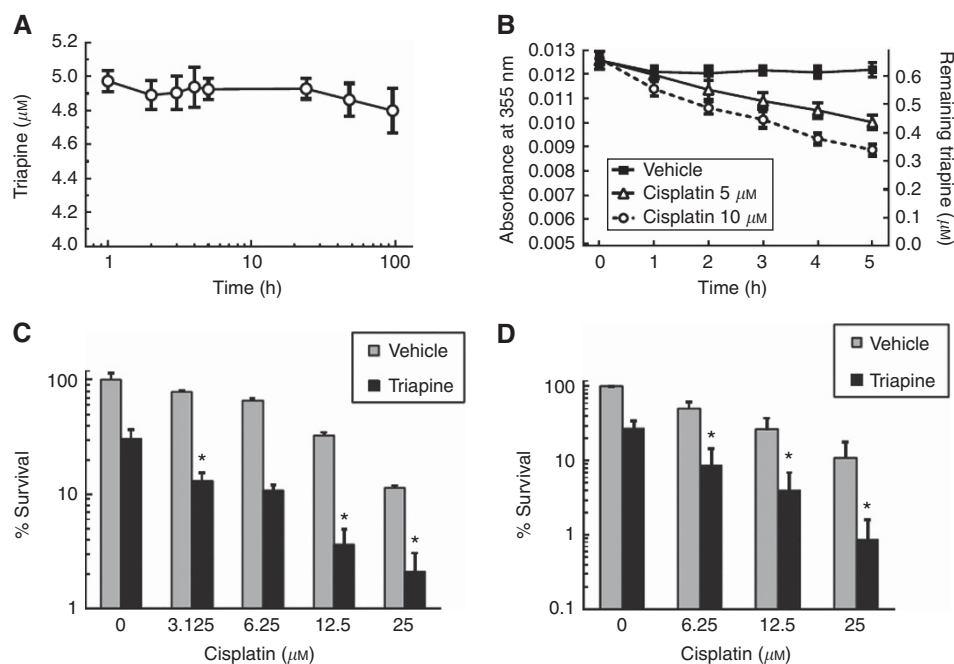 A
5.2
5.0
4.8
4.6
4.4
4.2
4.0
Triapine (μM)
1
10
100
Time (h)
B
0.013
0.012
0.011
0.010
0.009
0.008
0.007
0.006
0.005
Absorbance at 355 nm
0.6
0.5
0.4
0.3
0.2
0.1
0.0
Remaining triapine (μM)
Vehicle
Cisplatin 5 μM
Cisplatin 10 μM
0 1 2 3 4 5
Time (h)
C
Vehicle
Triapine
100
10
1
% Survival
* * *
0 3.125 6.25 12.5 25
Cisplatin (μM)
D
Vehicle
Triapine
100
10
1
0.1
% Survival
* * *
0 6.25 12.5 25
Cisplatin (μM)